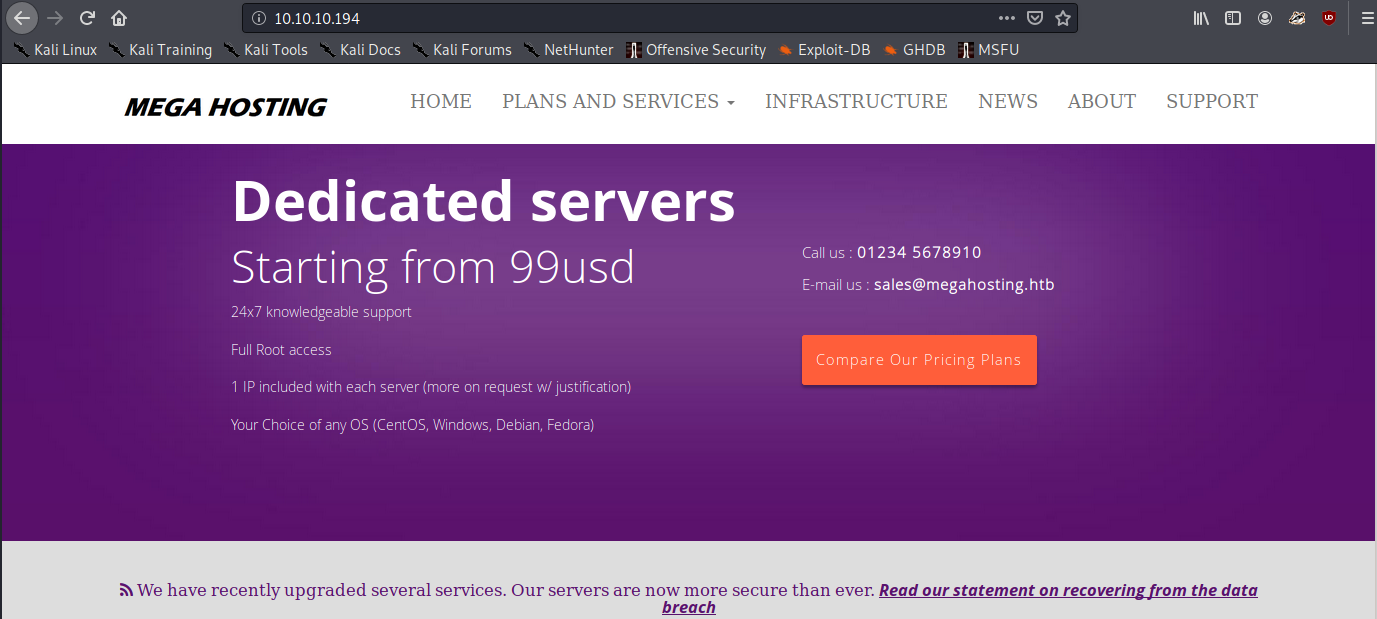 10.10.10.194
Kali Linux Kali Training Kali Tools Kali Docs Kali Forums NetHunter Offensive Security Exploit-DB GHDB MSFU
MEGA HOSTING HOME PLANS AND SERVICES INFRASTRUCTURE NEWS ABOUT SUPPORT
Dedicated servers
Starting from 99usd
24x7 knowledgeable support
Full Root access
1 IP included with each server (more on request w/ justification)
Your Choice of any OS (CentOS, Windows, Debian, Fedora)
Call us : 01234 5678910
E-mail us : sales@megahosting.htb
Compare Our Pricing Plans
We have recently upgraded several services. Our servers are now more secure than ever. Read our statement on recovering from the data
breach